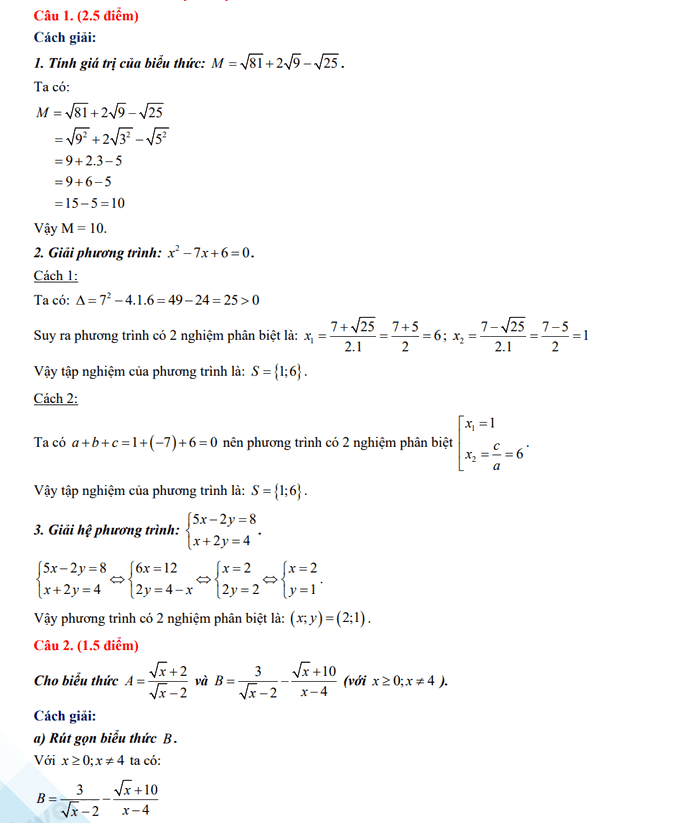 Câu 1. (2.5 điểm)
Cách giải:
1. Tính giá trị của biểu thức: M = √81 + 2√9 − √25 .
Ta có:
M = √81 + 2√9 − √25
= √9² + 2√3² − √5²
= 9 + 2.3 − 5
= 9 + 6 − 5
= 15 − 5 = 10
Vậy M = 10.
2. Giải phương trình: x² − 7x + 6 = 0.
Cách 1:
Ta có: Δ = 7² − 4.1.6 = 49 − 24 = 25 > 0
Suy ra phương trình có 2 nghiệm phân biệt là: x₁ = (7 + √25)/(2.1) = (7 + 5)/2 = 6 ; x₂ = (7 − √25)/(2.1) = (7 − 5)/2 = 1
Vậy tập nghiệm của phương trình là: S = {1;6} .
Cách 2:
Ta có a + b + c = 1 + (−7) + 6 = 0 nên phương trình có 2 nghiệm phân biệt [x₁ = 1; x₂ = c/a = 6 .
Vậy tập nghiệm của phương trình là: S = {1;6} .
3. Giải hệ phương trình: {5x − 2y = 8; x + 2y = 4 .
{5x − 2y = 8; x + 2y = 4 ⇔ {6x = 12; 2y = 4 − x ⇔ {x = 2; 2y = 2 ⇔ {x = 2; y = 1 .
Vậy phương trình có 2 nghiệm phân biệt là: (x; y) = (2;1) .
Câu 2. (1.5 điểm)
Cho biểu thức A = (√x + 2)/(√x − 2) và B = 3/(√x − 2) − (√x + 10)/(x − 4) (với x ≥ 0; x ≠ 4 ).
Cách giải:
a) Rút gọn biểu thức B .
Với x ≥ 0; x ≠ 4 ta có:
B = 3/(√x − 2) − (√x + 10)/(x − 4)